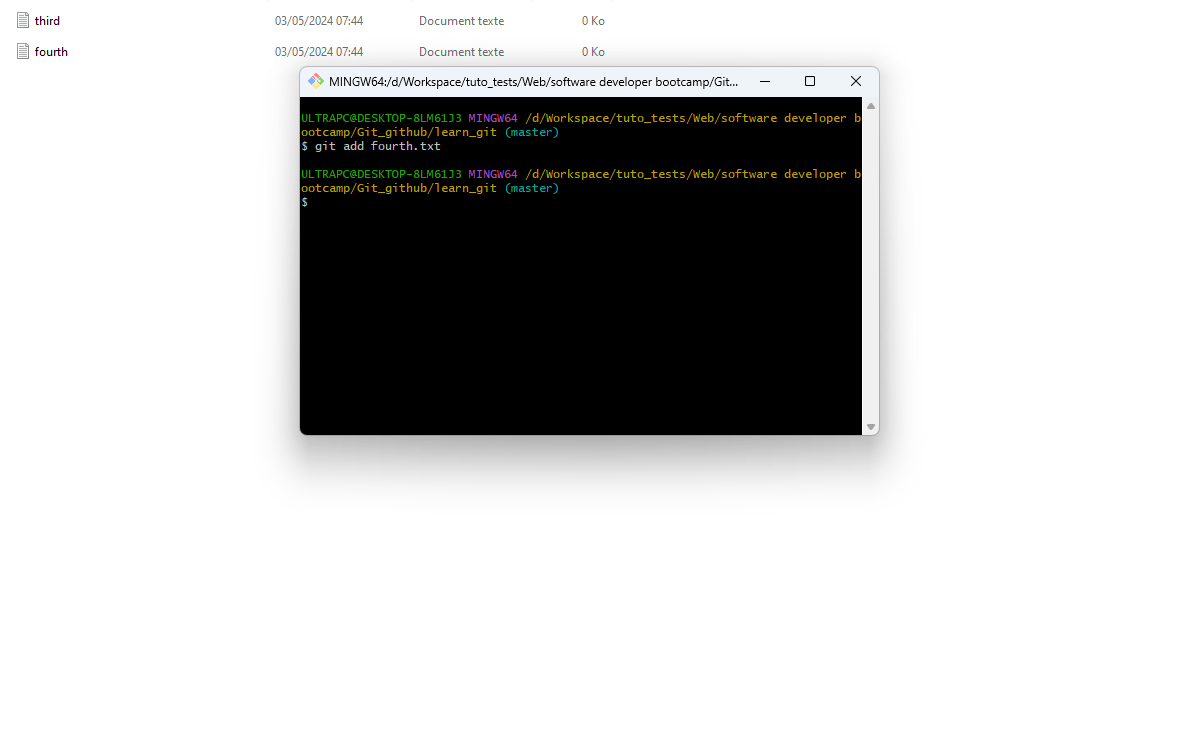 third 03/05/2024 07:44 Document texte 0 Ko
fourth 03/05/2024 07:44 Document texte 0 Ko
MINGW64:/d/Workspace/tuto_tests/Web/software developer bootcamp/Git...
ULTRAPC@DESKTOP-8LM61J3 MINGW64 /d/Workspace/tuto_tests/Web/software developer b
ootcamp/Git_github/learn_git (master)
$ git add fourth.txt
ULTRAPC@DESKTOP-8LM61J3 MINGW64 /d/Workspace/tuto_tests/Web/software developer b
ootcamp/Git_github/learn_git (master)
$